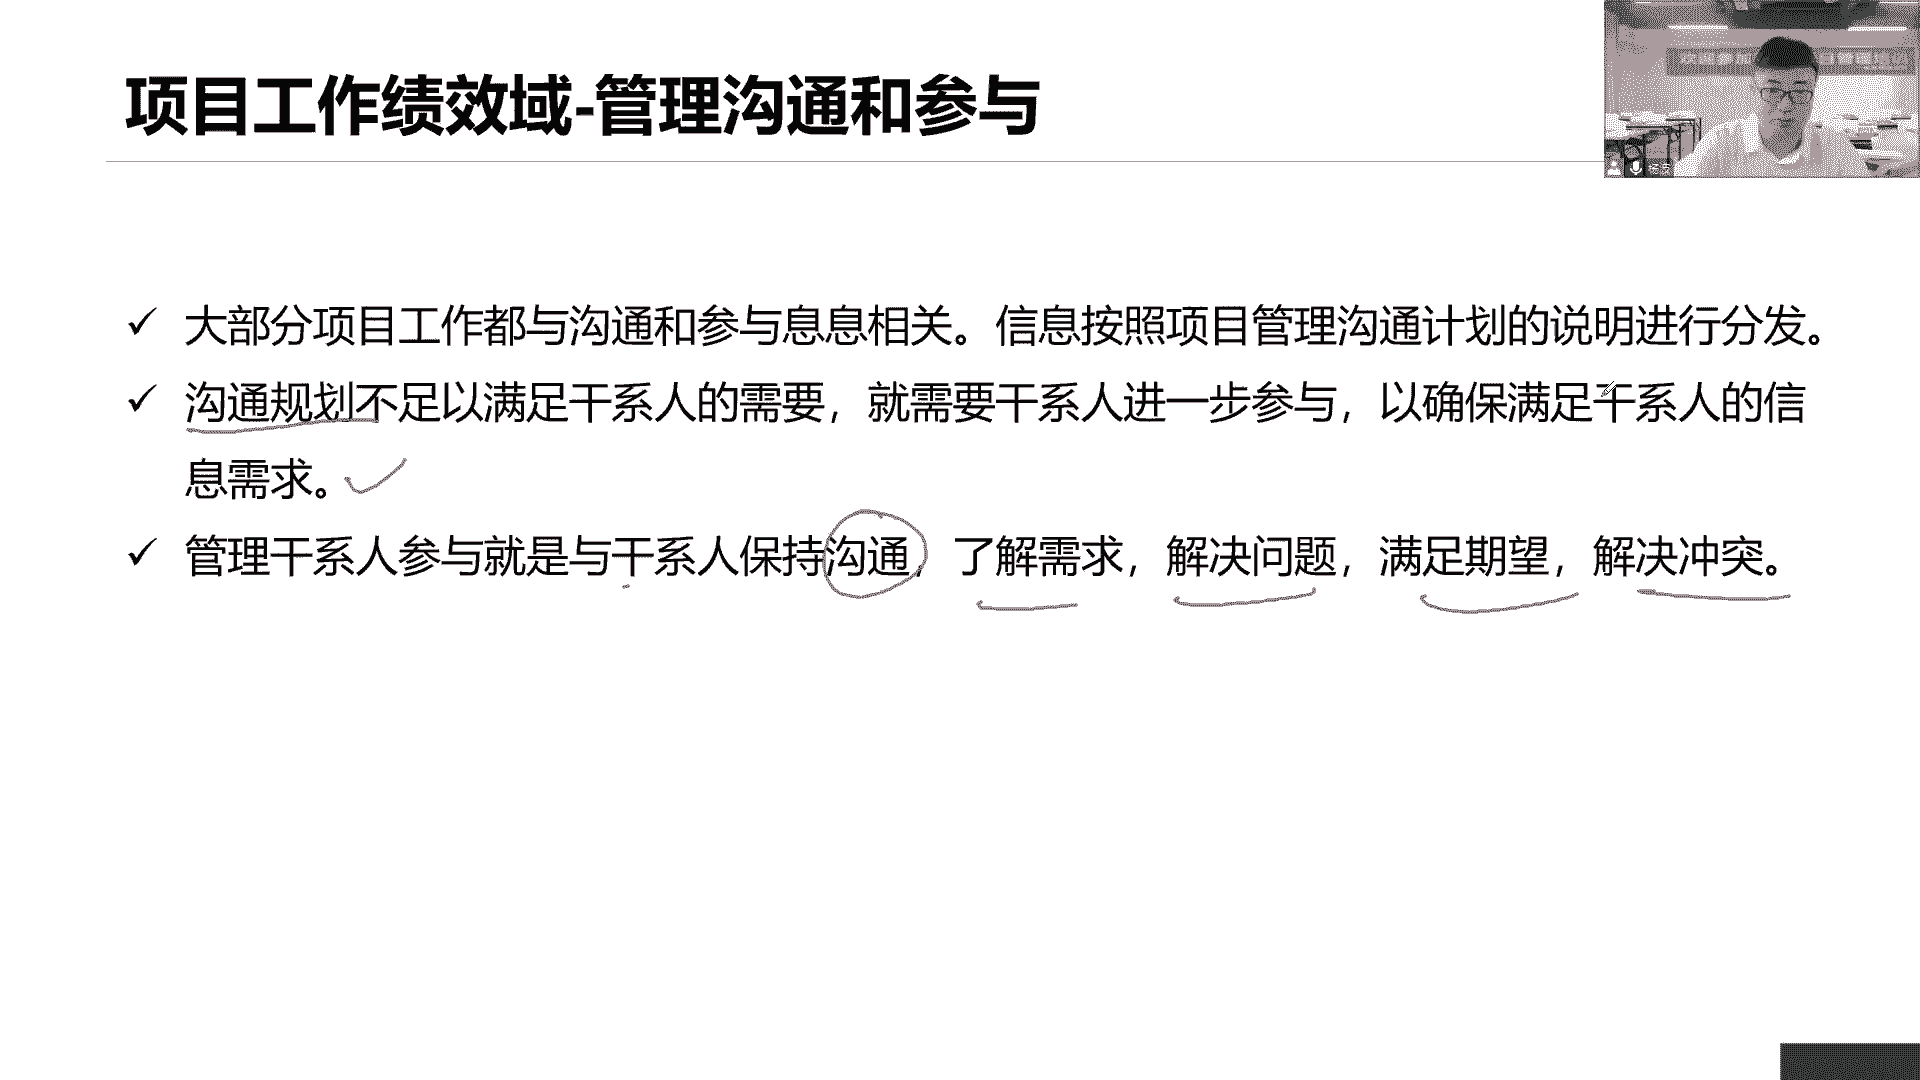 项目工作绩效域-管理沟通和参与
大部分项目工作都与沟通和参与息息相关。信息按照项目管理沟通计划的说明进行分发。
沟通规划不足以满足干系人的需要，就需要干系人进一步参与，以确保满足干系人的信
息需求。
管理干系人参与就是与干系人保持沟通，了解需求，解决问题，满足期望，解决冲突。